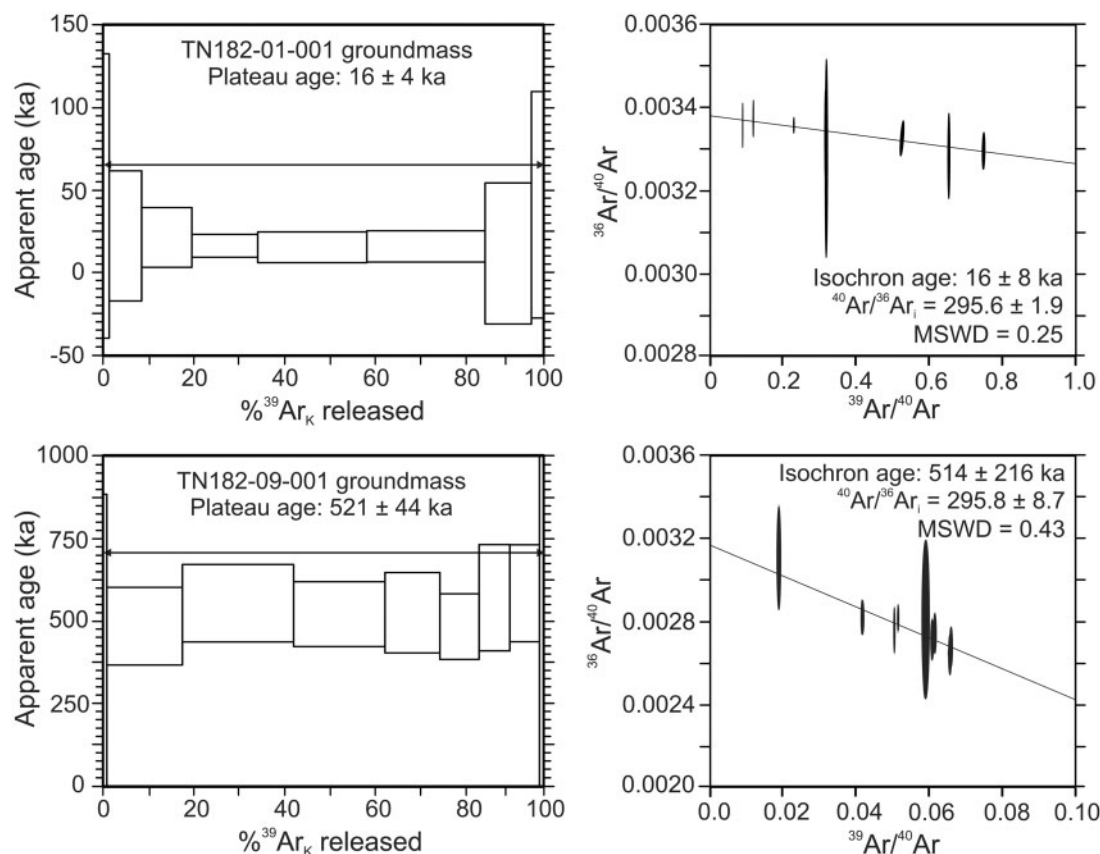 TN182-01-001 groundmass
Plateau age: 16 ± 4 ka
Apparent age (ka)
150
100
50
0
-50
0 20 40 60 80 100
%³⁹Ar_K released
³⁶Ar/⁴⁰Ar
0.0036
0.0034
0.0032
0.0030
0.0028
Isochron age: 16 ± 8 ka
⁴⁰Ar/³⁶Arᵢ = 295.6 ± 1.9
MSWD = 0.25
0 0.2 0.4 0.6 0.8 1.0
³⁹Ar/⁴⁰Ar
TN182-09-001 groundmass
Plateau age: 521 ± 44 ka
Apparent age (ka)
1000
750
500
250
0
0 20 40 60 80 100
%³⁹Ar_K released
Isochron age: 514 ± 216 ka
⁴⁰Ar/³⁶Arᵢ = 295.8 ± 8.7
MSWD = 0.43
³⁶Ar/⁴⁰Ar
0.0036
0.0032
0.0028
0.0024
0.0020
0.0 0.02 0.04 0.06 0.08 0.10
³⁹Ar/⁴⁰Ar